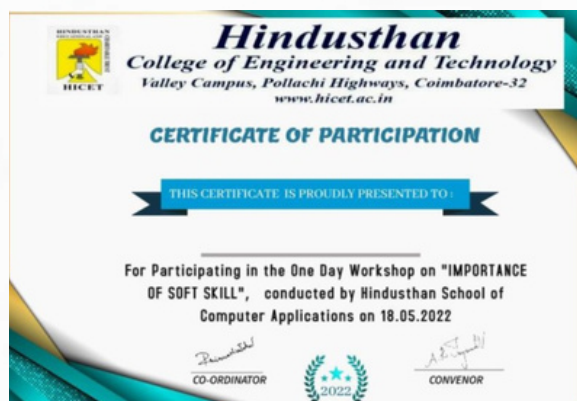 HINDUSTHAN
HICET
Hindusthan
College of Engineering and Technology
Valley Campus, Pollachi Highways, Coimbatore-32
www.hicet.ac.in
CERTIFICATE OF PARTICIPATION
THIS CERTIFICATE IS PROUDLY PRESENTED TO :
For Participating in the One Day Workshop on "IMPORTANCE
OF SOFT SKILL", conducted by Hindusthan School of
Computer Applications on 18.05.2022
CO-ORDINATOR
2022
CONVENOR